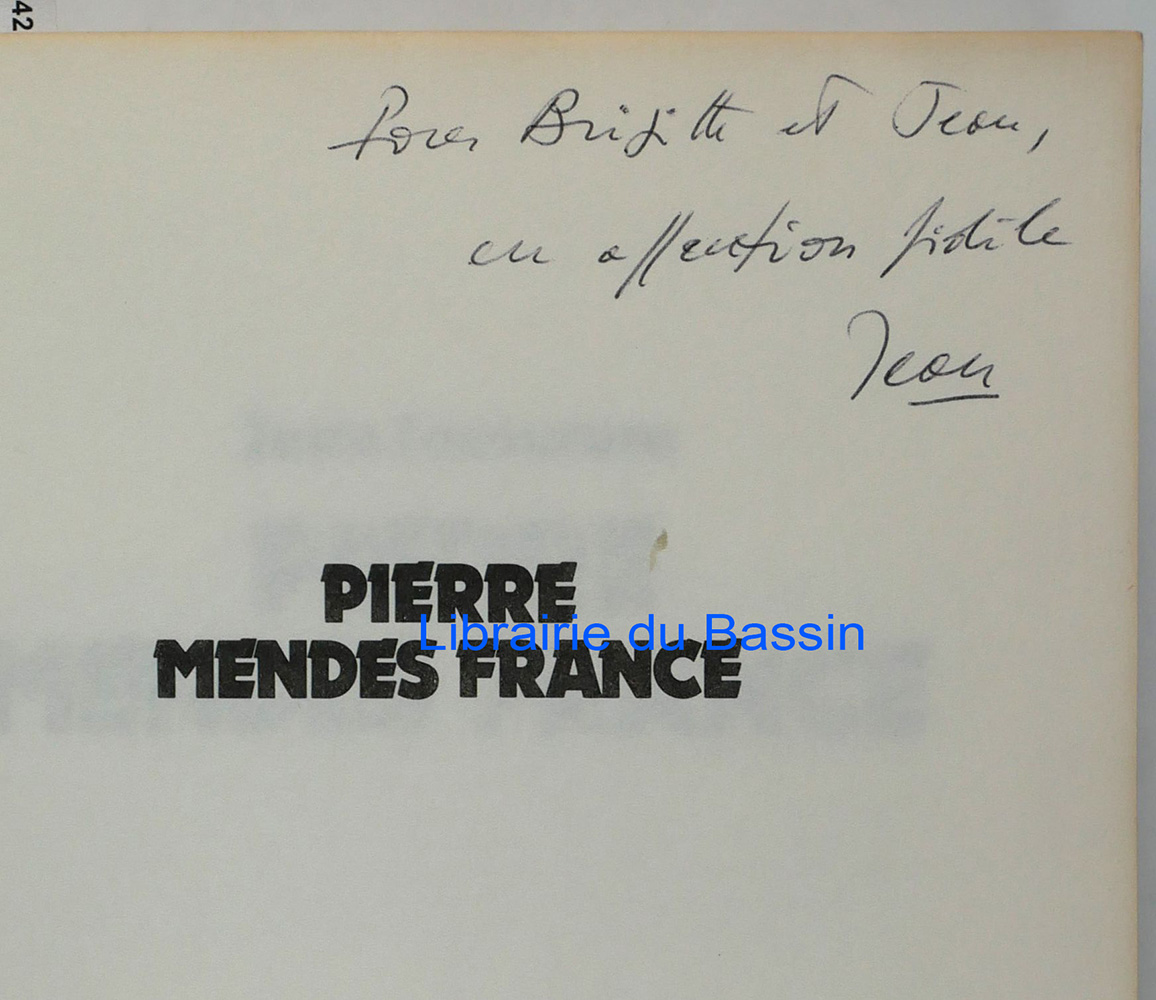 42
Pour Brigitte et Jean,
en affection fidèle
Jean
PIERRE
Librairie du Bassin
MENDES FRANCE